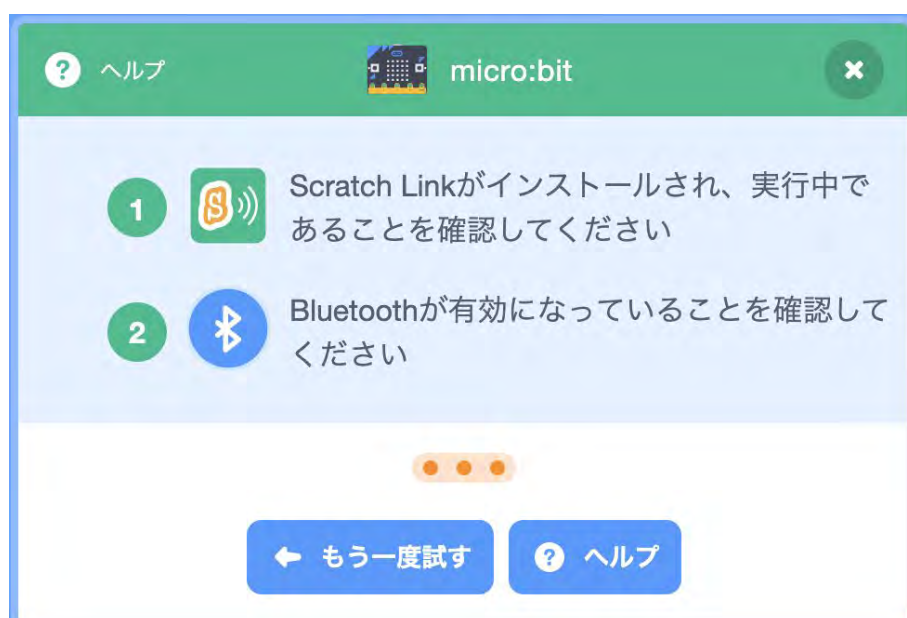 ヘルプ
micro:bit
1
Scratch Linkがインストールされ、実行中で
あることを確認してください
2
Bluetoothが有効になっていることを確認して
ください
もう一度試す
ヘルプ